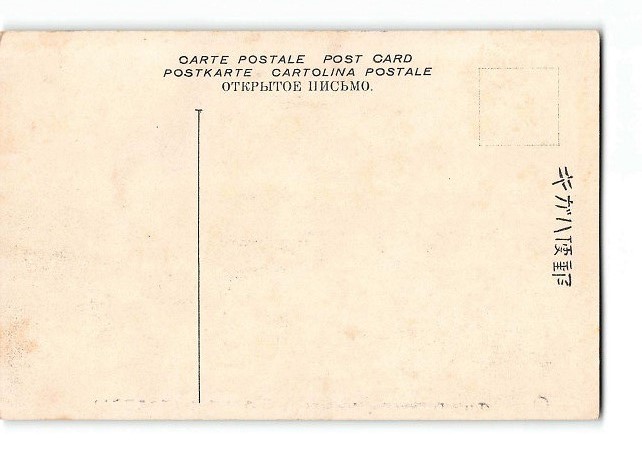 CARTE POSTALE POST CARD
POSTKARTE CARTOLINA POSTALE
ОТКРЫТОЕ ПИСЬМО.
郵便ハガキ